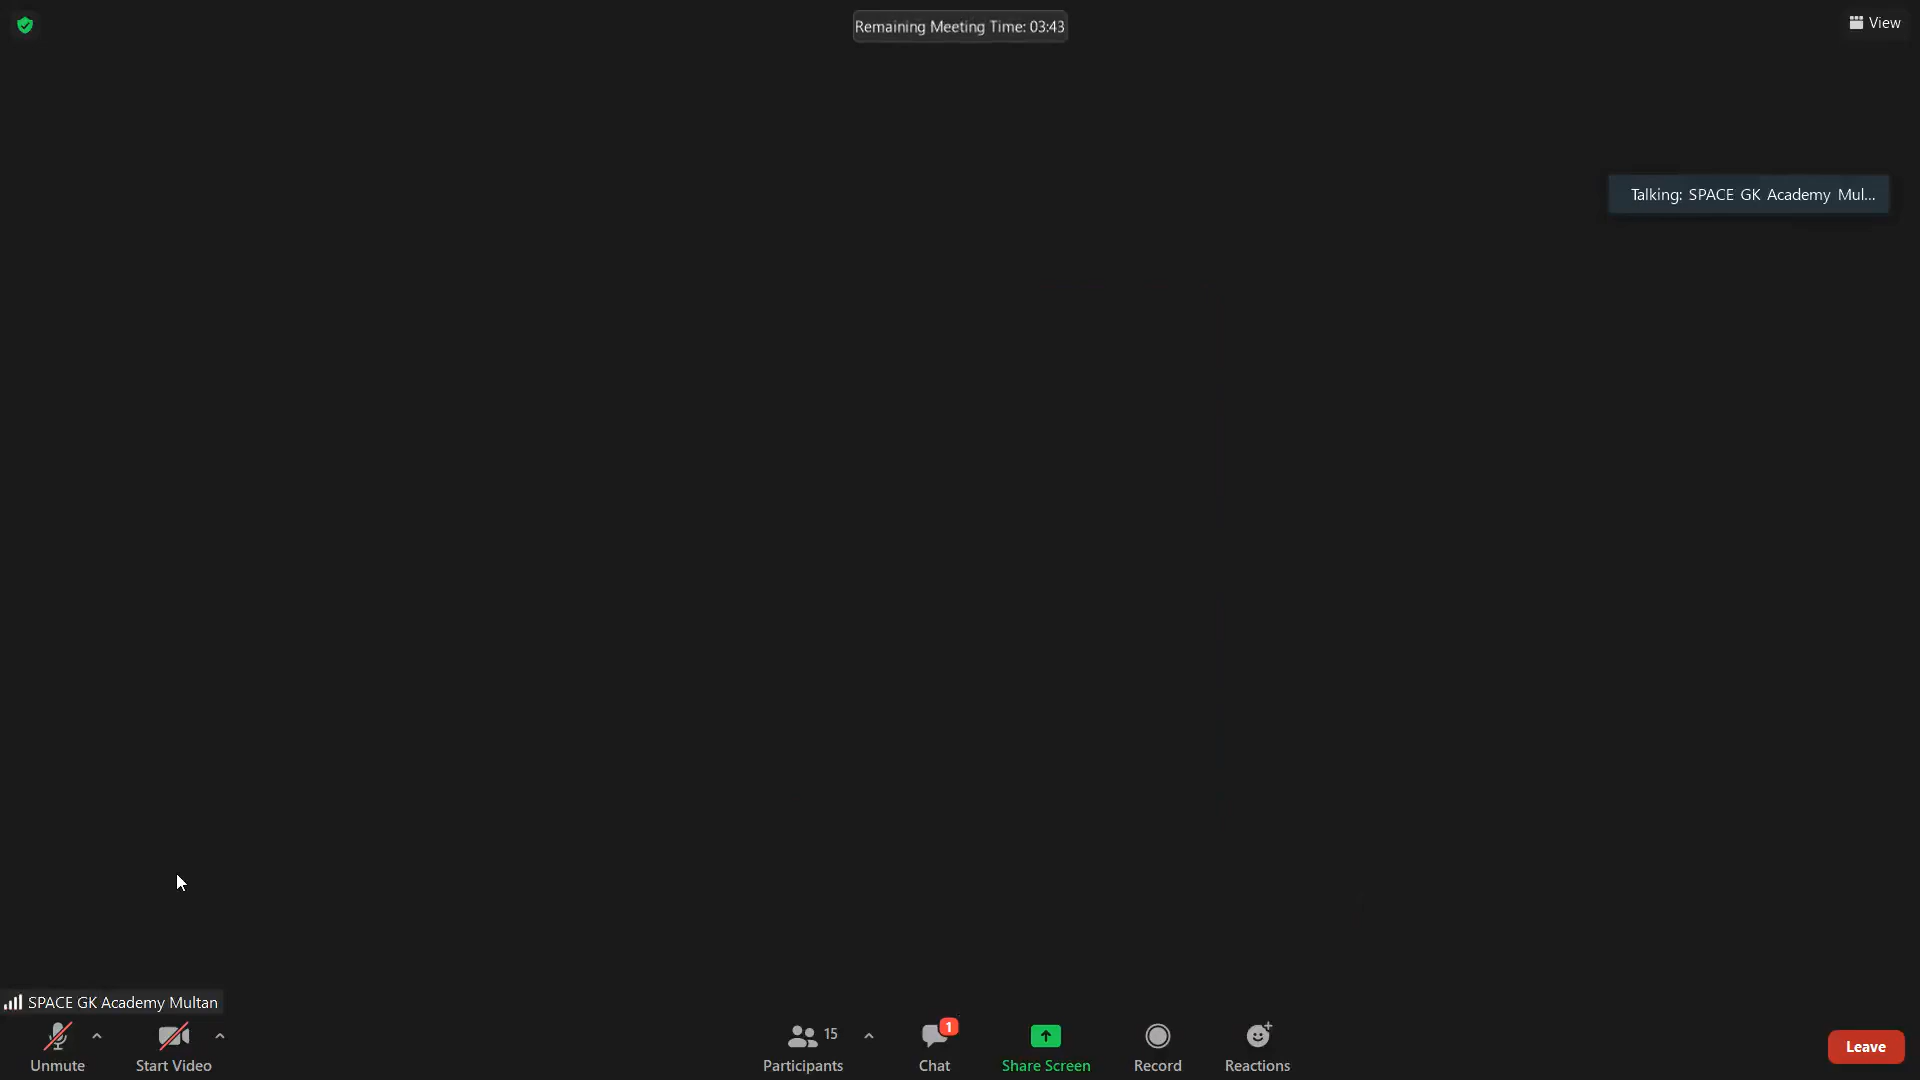 Remaining Meeting Time: 03:43
View
Talking: SPACE GK Academy Mul...
SPACE GK Academy Multan
Unmute
Start Video
15
Participants
1
Chat
Share Screen
Record
Reactions
Leave